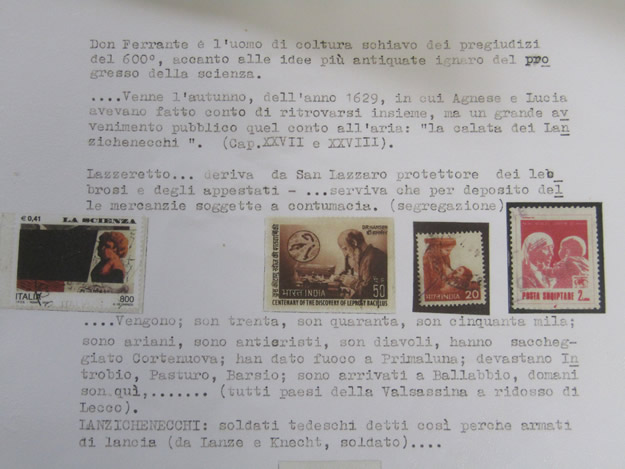 Don Ferrante é l'uomo di coltura schiavo dei pregiudizi
del 600°, accanto alle idee più antiquate ignaro del pro
gresso della scienza.
....Venne l'autunno, dell'anno 1629, in cui Agnese e Lucia
avevano fatto conto di ritrovarsi insieme, ma un grande av
venimento pubblico quel conto all'aria: "la calata dei Lan
zichenecchi ". (Cap.XXVII e XXVIII).
Lazzeretto... deriva da San Lazzaro protettore dei leb
brosi e degli appestati - ...serviva che per deposito del
le mercanzie soggette a contumacia. (segregazione)
€ 0,41 LA SCIENZA
ITALIA 800
DR. HANSEN
भारत INDIA 50
CENTENARY OF THE DISCOVERY OF LEPROSY BACILLUS
भारत INDIA 20
POSTA SHQIPTARE 2
....Vengono; son trenta, son quaranta, son cinquanta mila;
sono ariani, sono anticristi, son diavoli, hanno saccheg-
giato Cortenuova; han dato fuoco a Primaluna; devastano In
trobio, Pasturo, Barsio; sono arrivati a Ballabbio, domani
son quì,....... (tutti paesi della Valsassina a ridosso di
Lecco).
LANZICHENECCHI: soldati tedeschi detti così perche armati
di lancia (da Lanze e Knecht, soldato)....